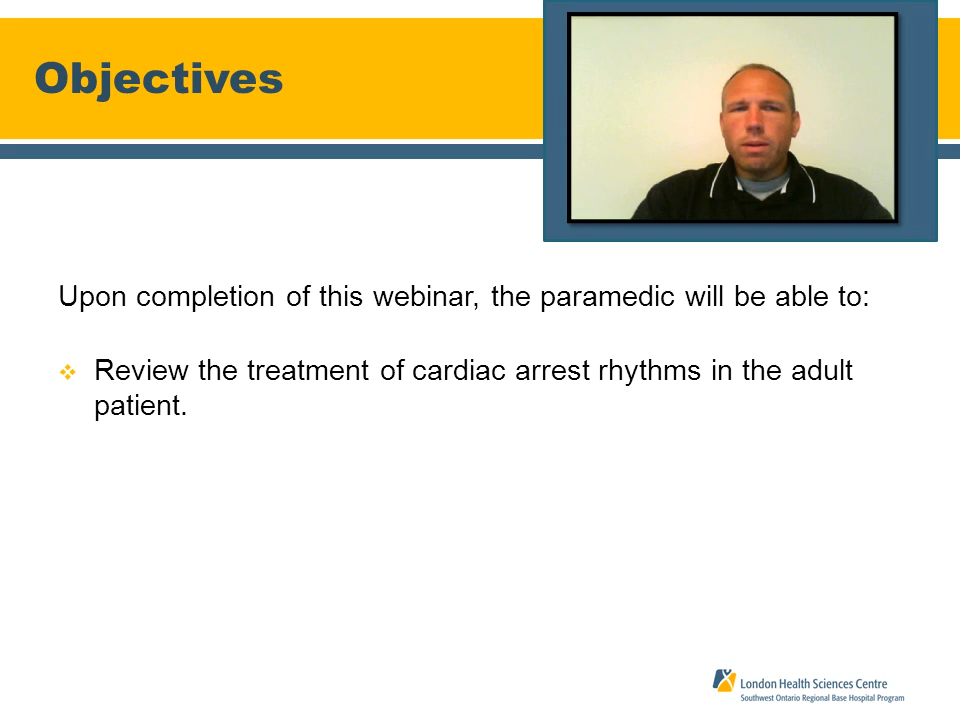 Objectives
Upon completion of this webinar, the paramedic will be able to:
Review the treatment of cardiac arrest rhythms in the adult
patient.
London Health Sciences Centre
Southwest Ontario Regional Base Hospital Program